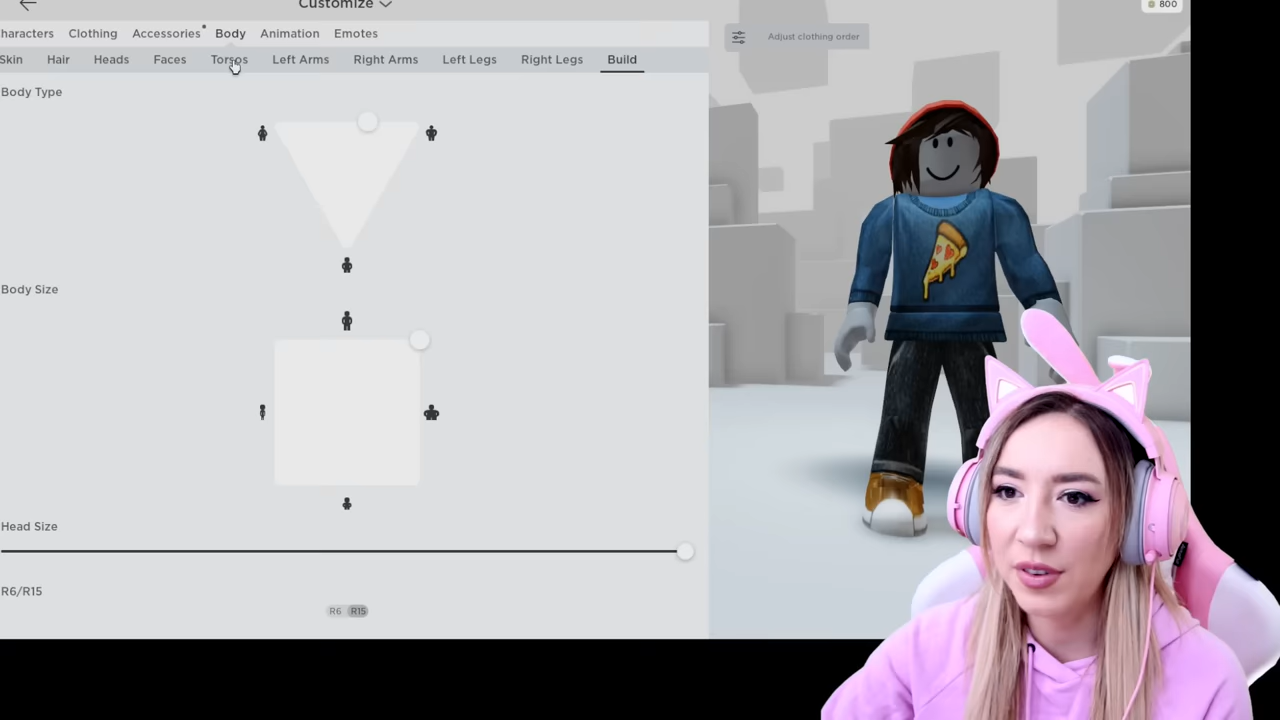 Customize
800
haracters Clothing Accessories Body Animation Emotes
Adjust clothing order
Skin Hair Heads Faces Torsos Left Arms Right Arms Left Legs Right Legs Build
Body Type
Body Size
Head Size
R6/R15
R6 R15